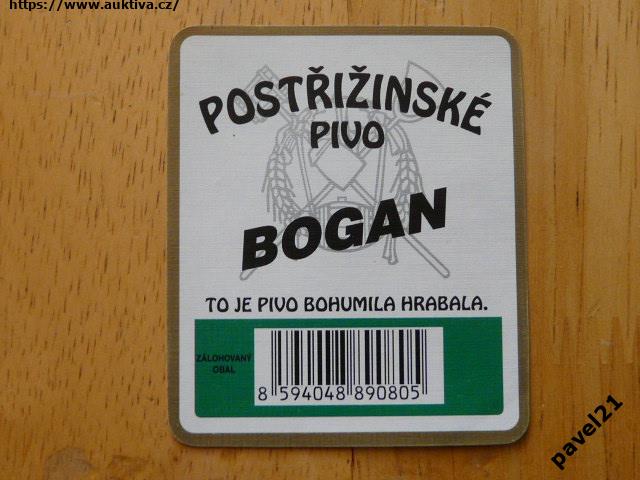 https://www.auktiva.cz/
POSTŘIŽINSKÉ
PIVO
BOGAN
TO JE PIVO BOHUMILA HRABALA.
ZÁLOHOVANÝ
OBAL
8 594048 890805
pavel21